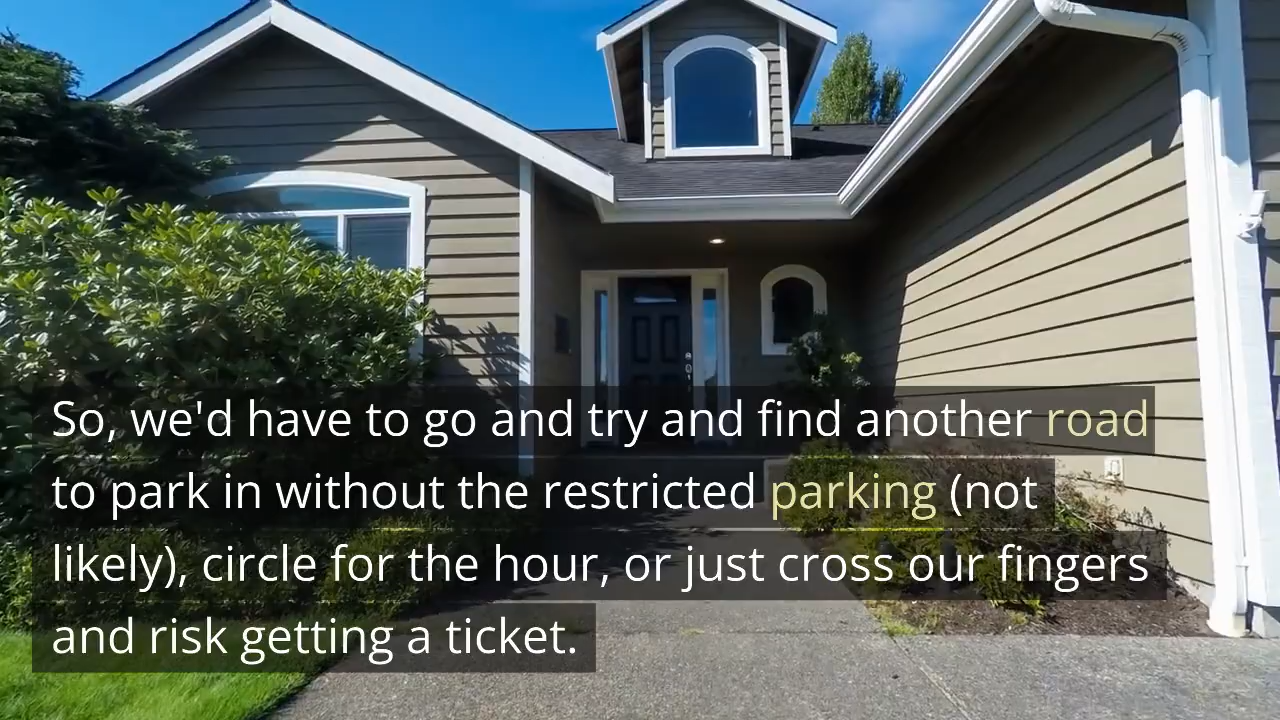 So, we'd have to go and try and find another road
to park in without the restricted parking (not
likely), circle for the hour, or just cross our fingers
and risk getting a ticket.